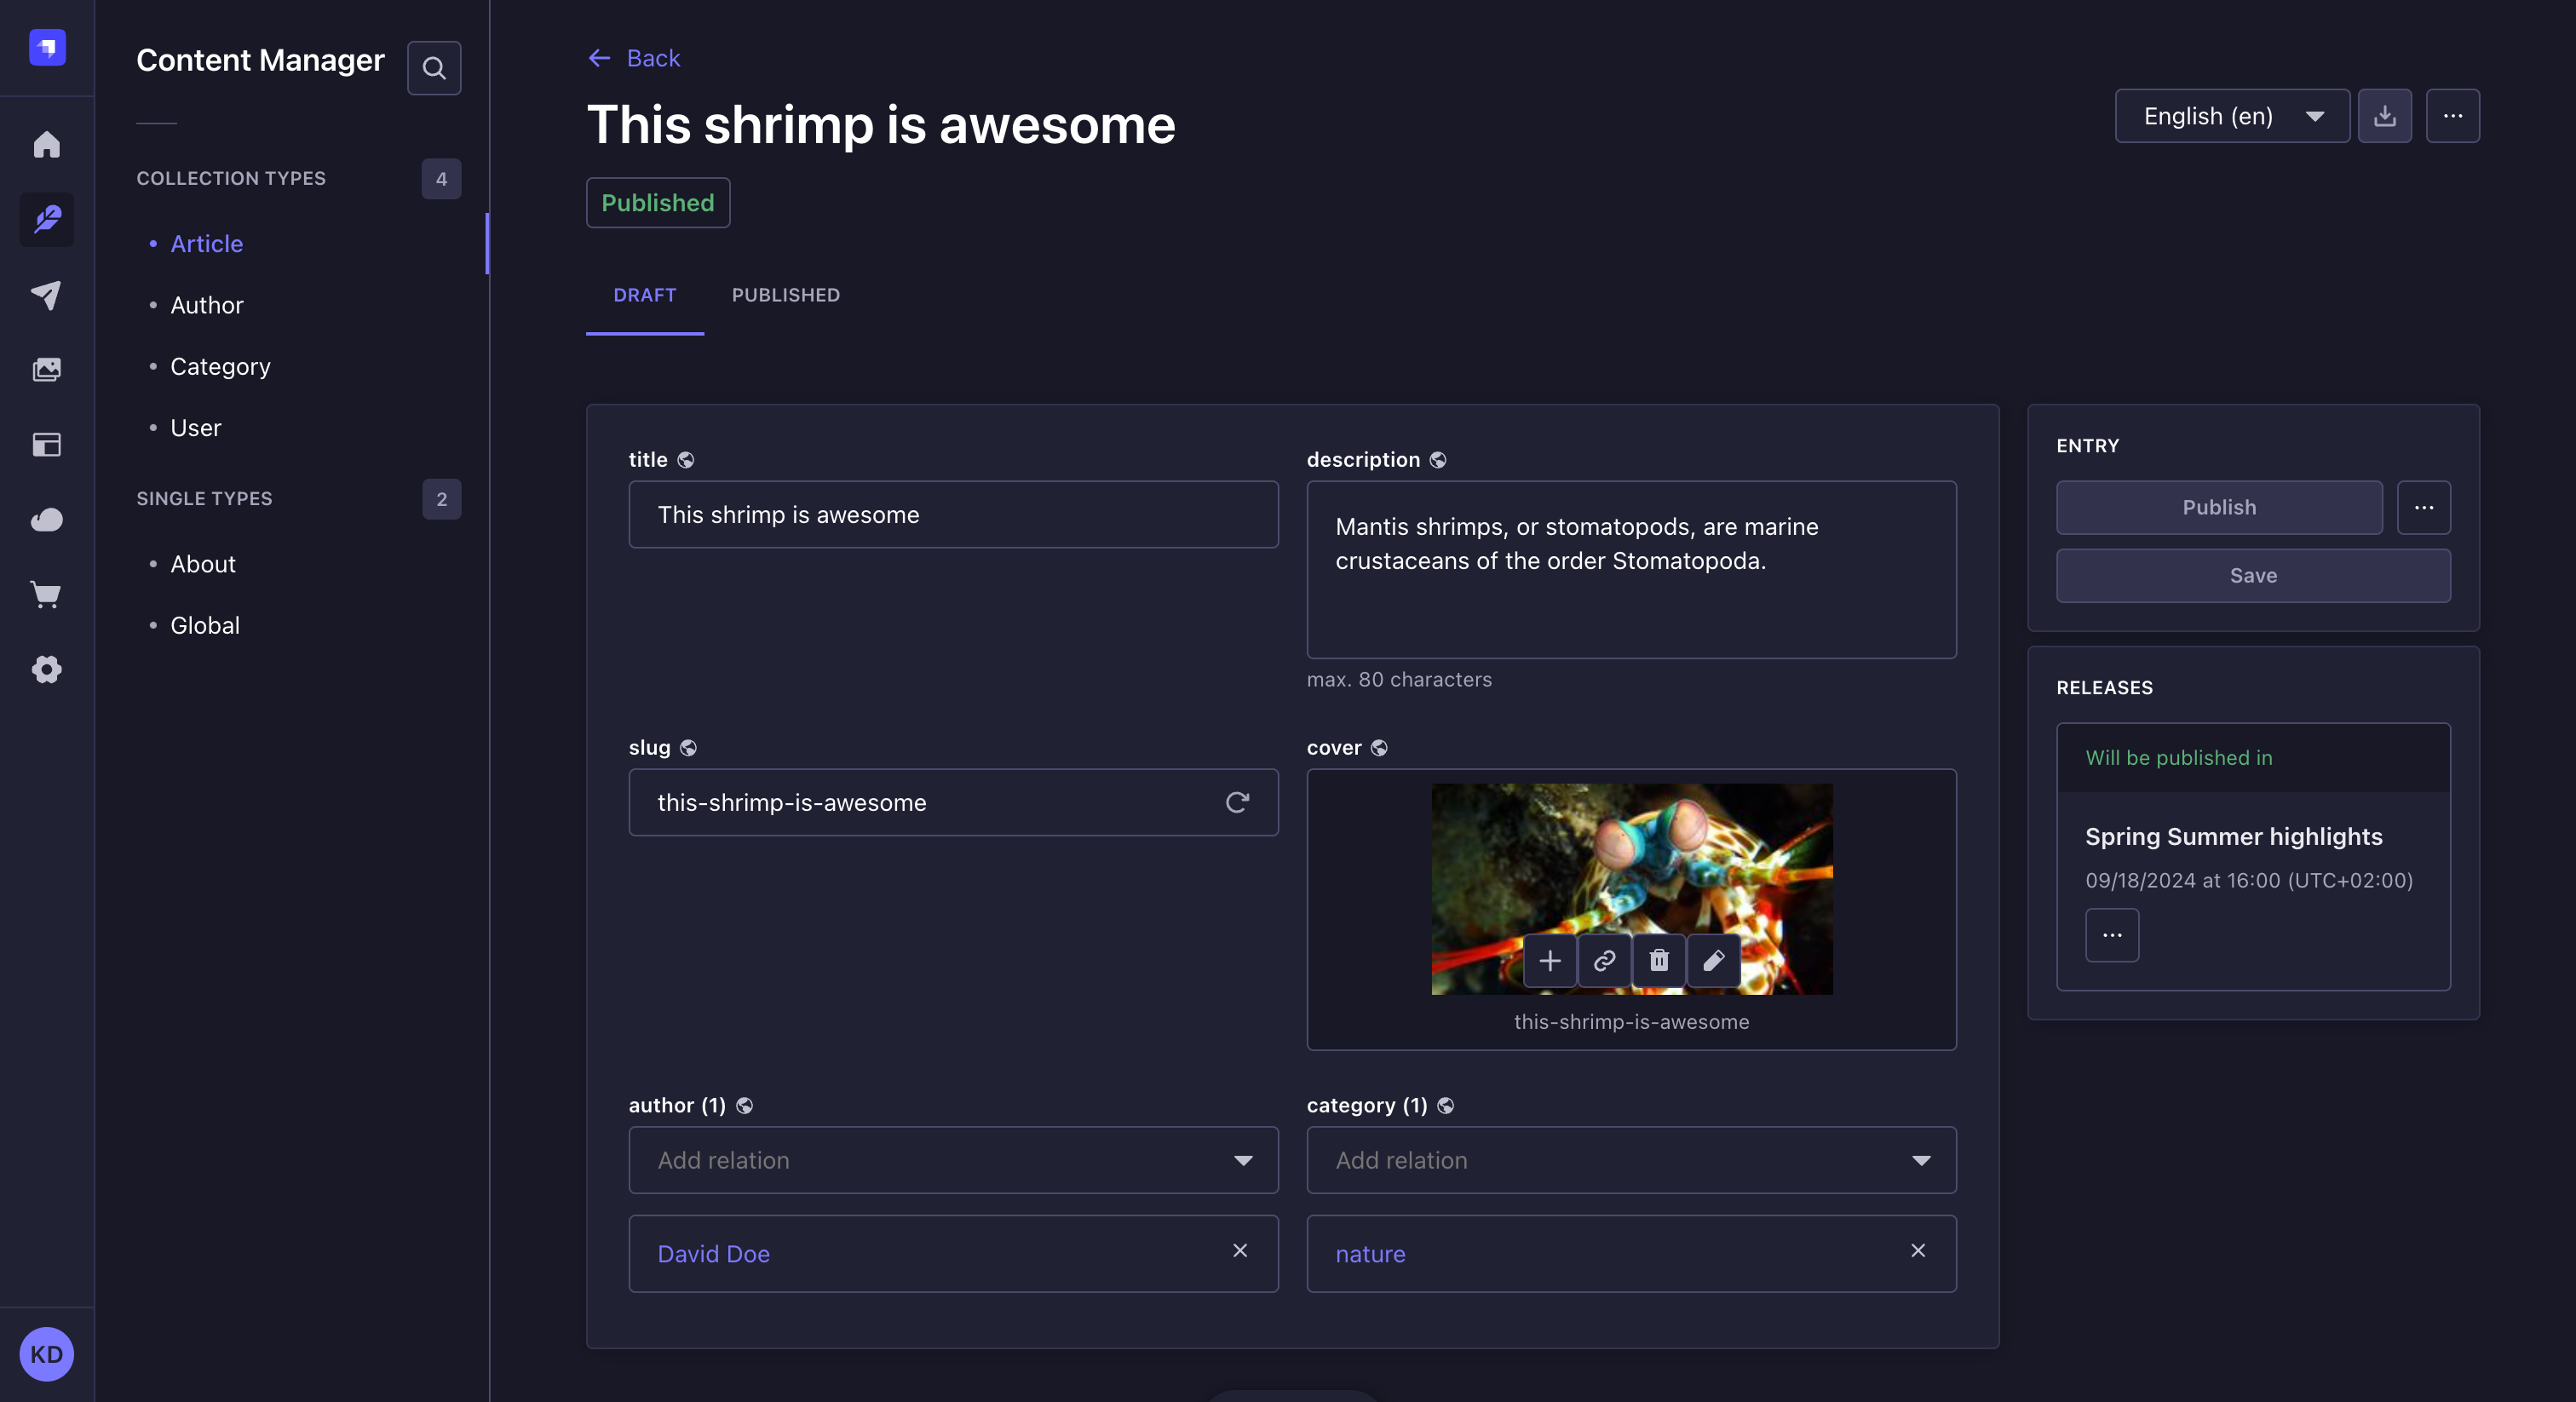 Content Manager
COLLECTION TYPES
4
Article
Author
Category
User
SINGLE TYPES
2
About
Global
KD
Back
This shrimp is awesome
English (en)
Published
DRAFT
PUBLISHED
title
This shrimp is awesome
description
Mantis shrimps, or stomatopods, are marine
crustaceans of the order Stomatopoda.
max. 80 characters
slug
this-shrimp-is-awesome
cover
this-shrimp-is-awesome
author (1)
Add relation
David Doe
category (1)
Add relation
nature
ENTRY
Publish
Save
RELEASES
Will be published in
Spring Summer highlights
09/18/2024 at 16:00 (UTC+02:00)